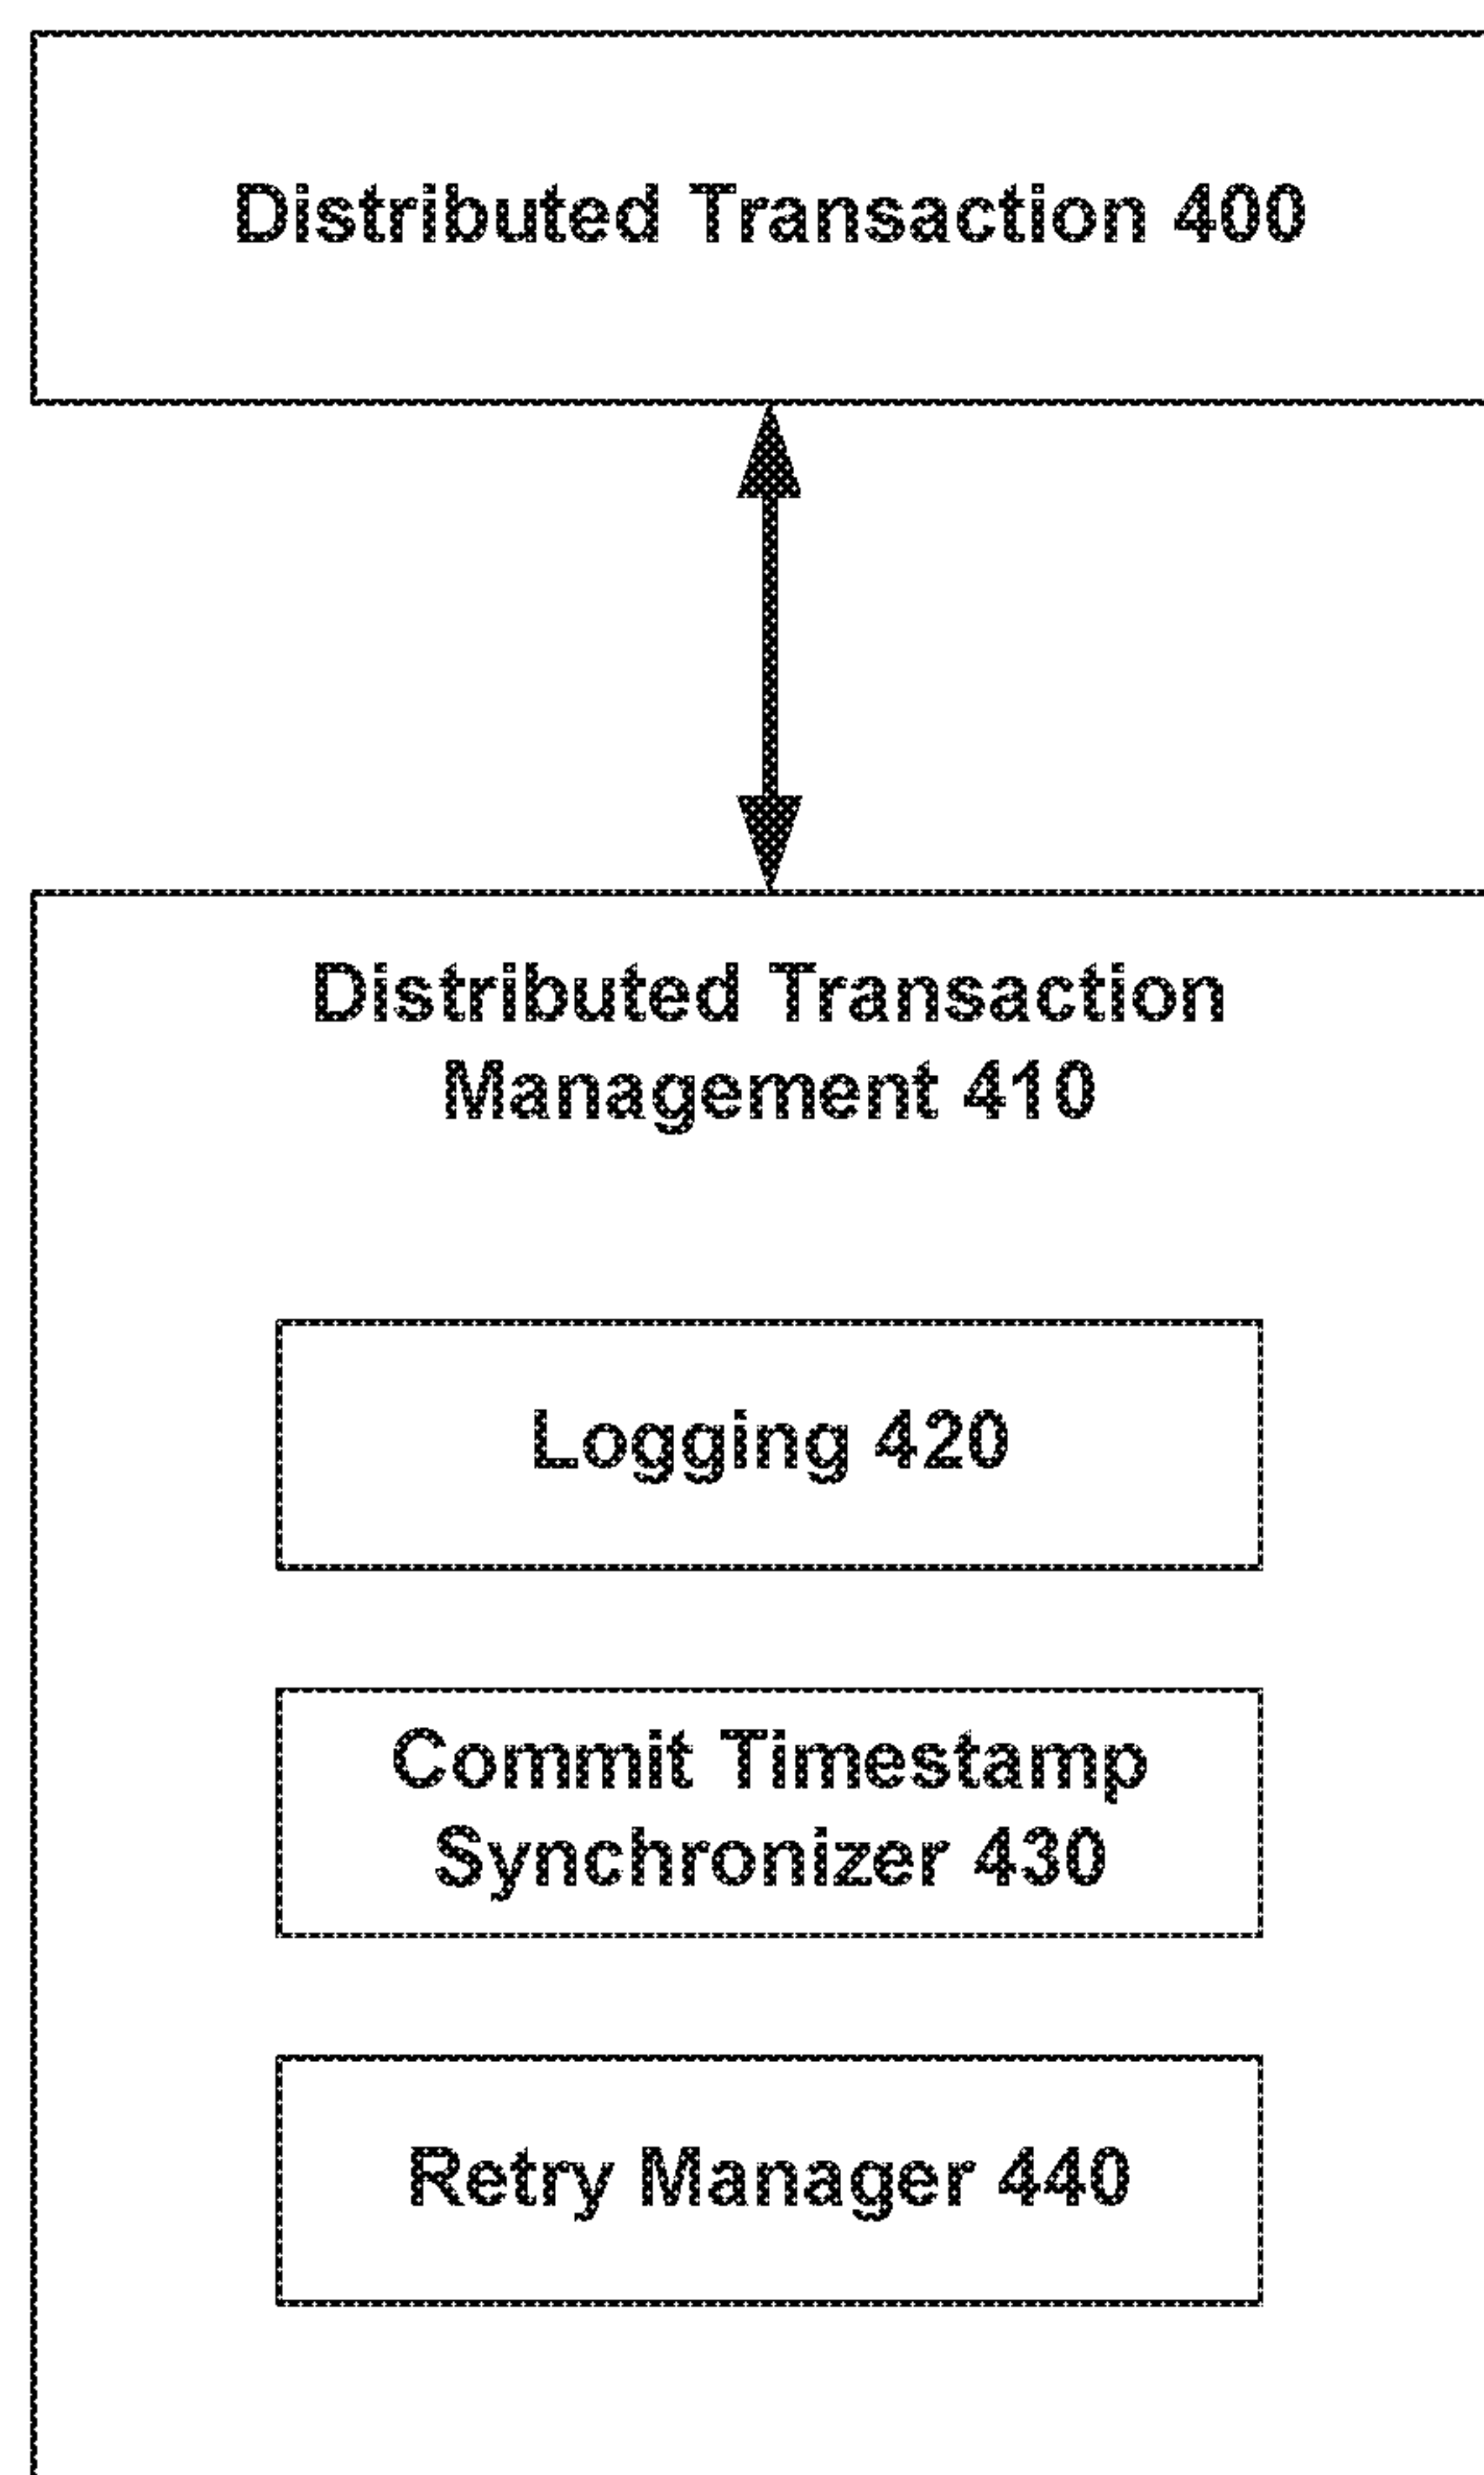 Distributed Transaction 400
Distributed Transaction
Management 410
Logging 420
Commit Timestamp
Synchronizer 430
Retry Manager 440